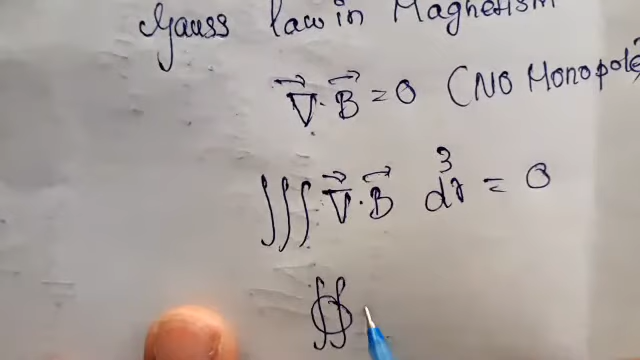 Gauss law in Magnetism
∇⃗·B⃗ = 0 (NO Monopole)
∭ ∇⃗·B⃗ d³r = 0
∯